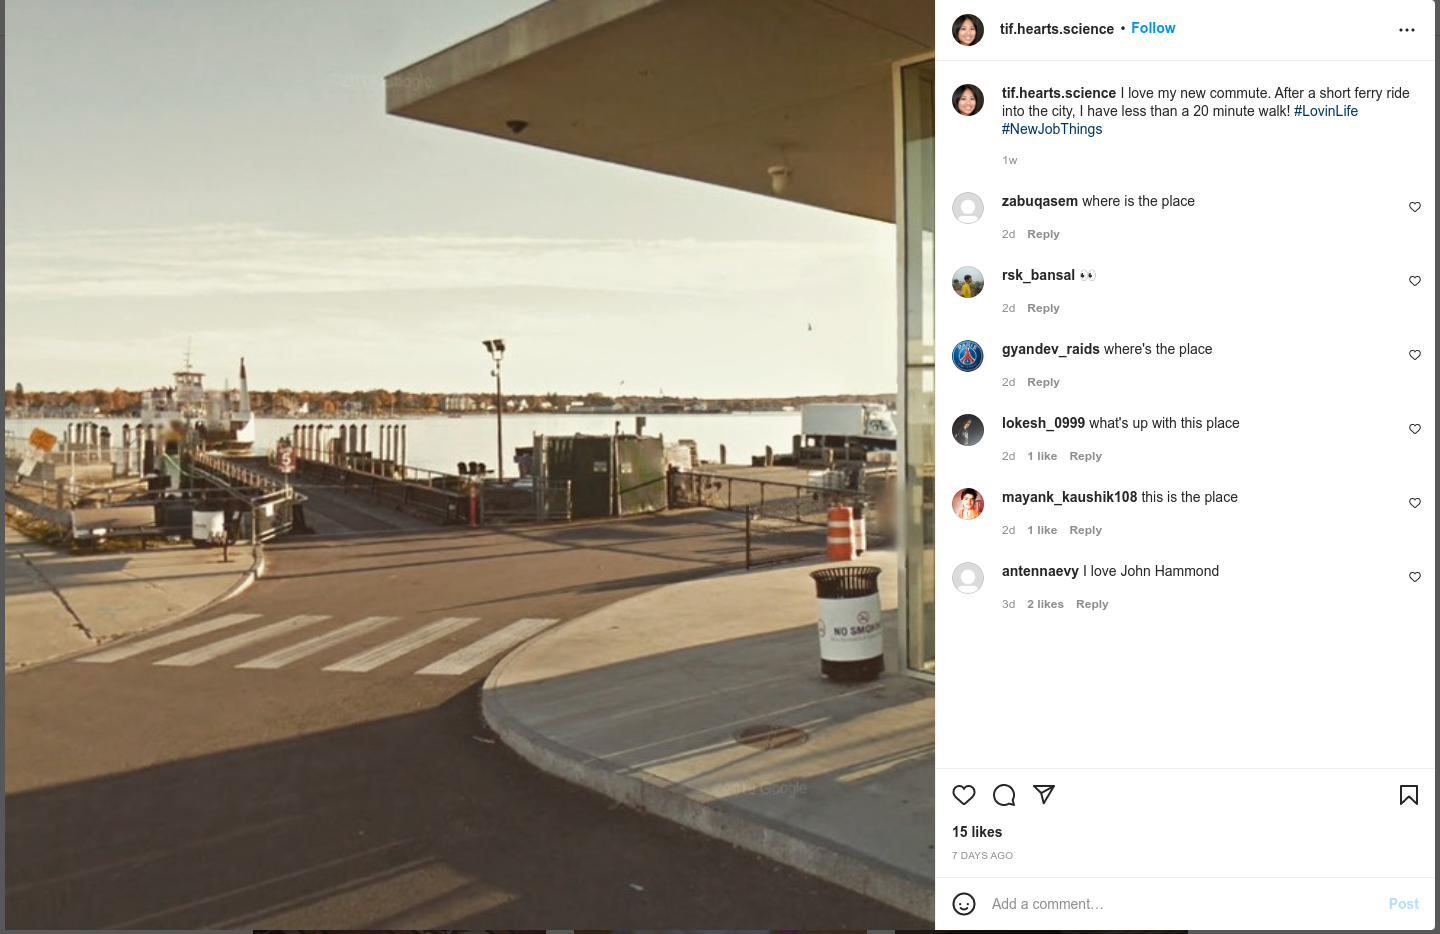 tif.hearts.science • Follow
tif.hearts.science I love my new commute. After a short ferry ride
into the city, I have less than a 20 minute walk! #LovinLife
#NewJobThings
1w
zabuqasem where is the place
2d Reply
rsk_bansal 👀
2d Reply
gyandev_raids where's the place
2d Reply
lokesh_0999 what's up with this place
2d 1 like Reply
mayank_kaushik108 this is the place
2d 1 like Reply
antennaevy I love John Hammond
3d 2 likes Reply
15 likes
7 DAYS AGO
Add a comment...
Post
5
NO SMOKIN
Google
Google